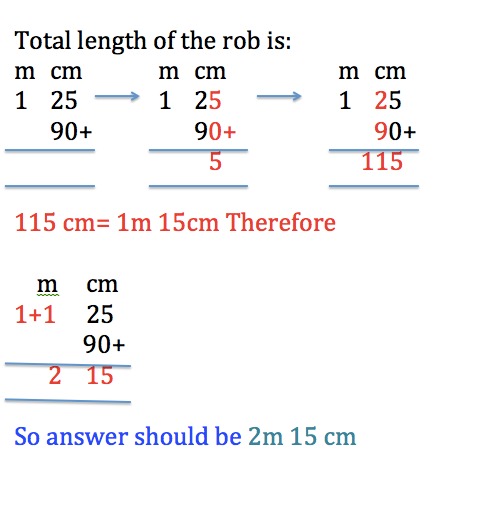 Total length of the rob is:
m cm m cm m cm
1 25 1 25 1 25
90+ 90+ 90+
5 115
115 cm= 1m 15cm Therefore
m cm
1+1 25
90+
2 15
So answer should be 2m 15 cm